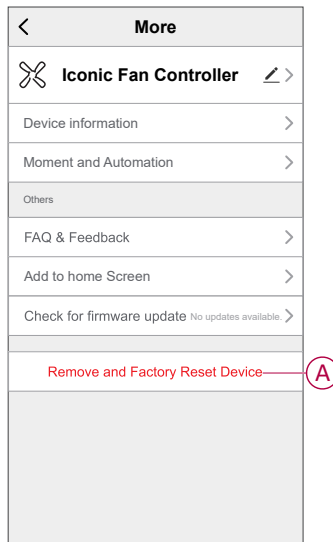 More
Iconic Fan Controller
Device information
Moment and Automation
Others
FAQ & Feedback
Add to home Screen
Check for firmware update No updates available.
Remove and Factory Reset Device
A